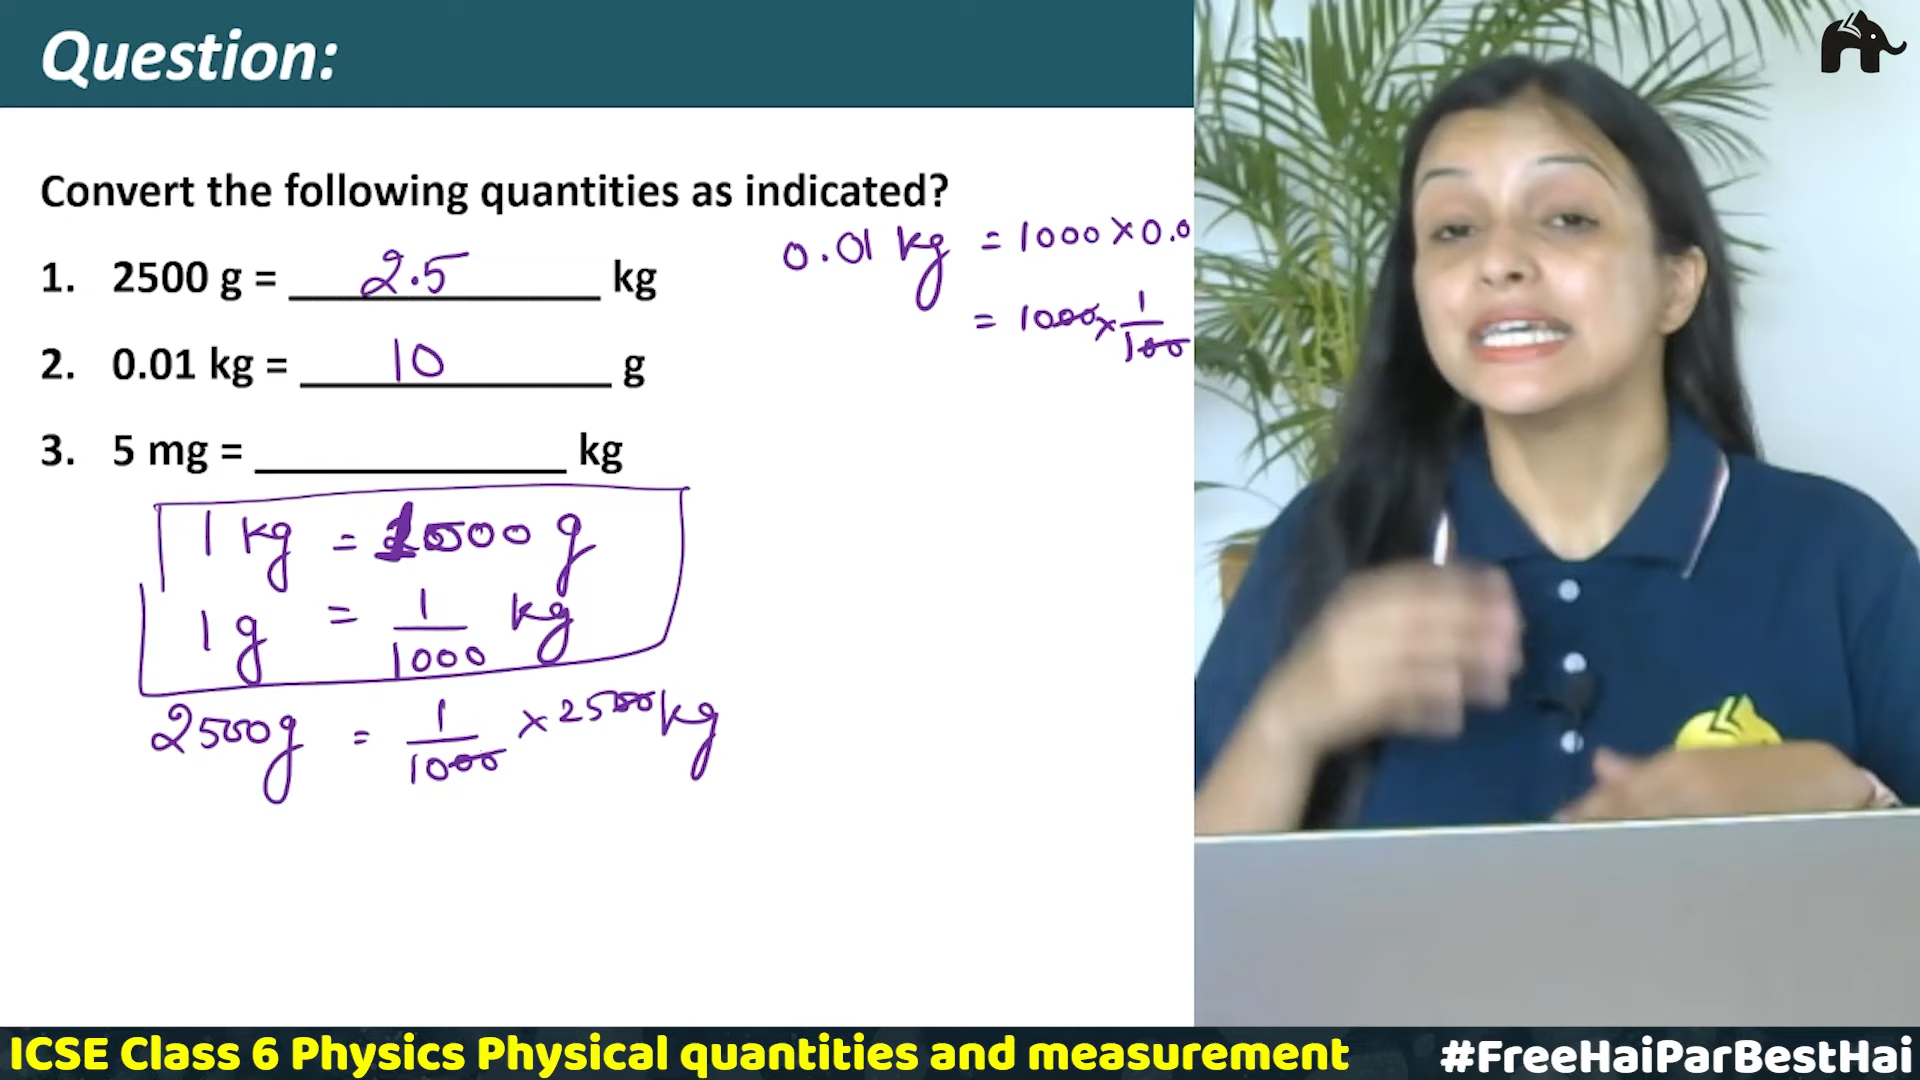 Question:
Convert the following quantities as indicated?
1. 2500 g = 2.5 kg
2. 0.01 kg = 10 g
3. 5 mg = ____________ kg
0.01 kg = 1000 × 0.0
= 1000 × 1/100
1 kg = 1000 g
1 g = 1/1000 kg
2500 g = 1/1000 × 2500 kg
ICSE Class 6 Physics Physical quantities and measurement
#FreeHaiParBestHai